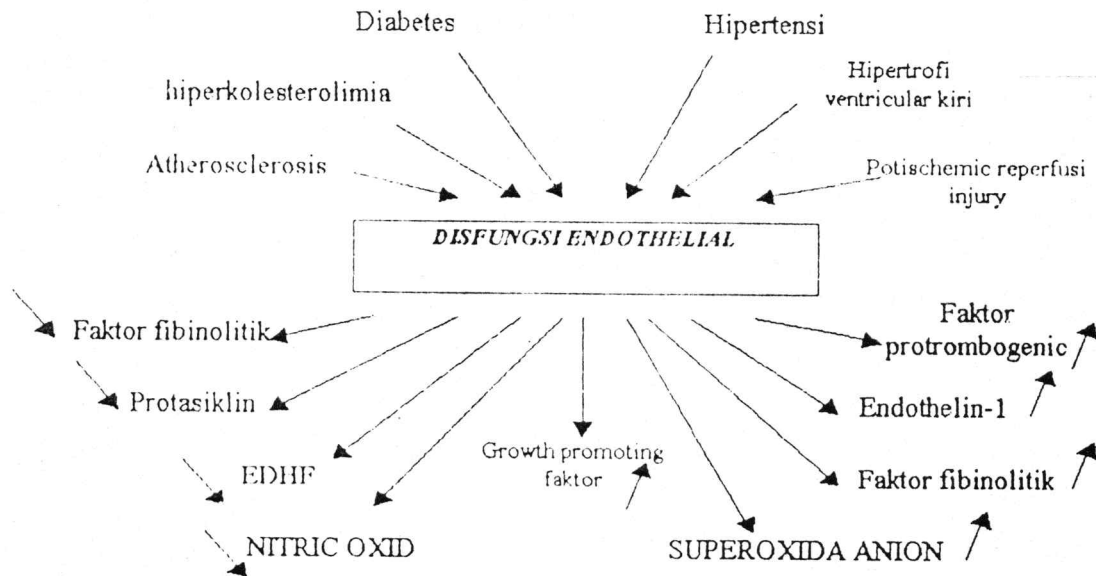 Diabetes
Hipertensi
hiperkolesterolimia
Hipertrofi
ventricular kiri
Atherosclerosis
Potischemic reperfusi
injury
DISFUNGSI ENDOTHELIAL
Faktor fibinolitik
Faktor
protrombogenic
Protasiklin
Endothelin-1
EDHF
Growth promoting
faktor
Faktor fibinolitik
NITRIC OXID
SUPEROXIDA ANION